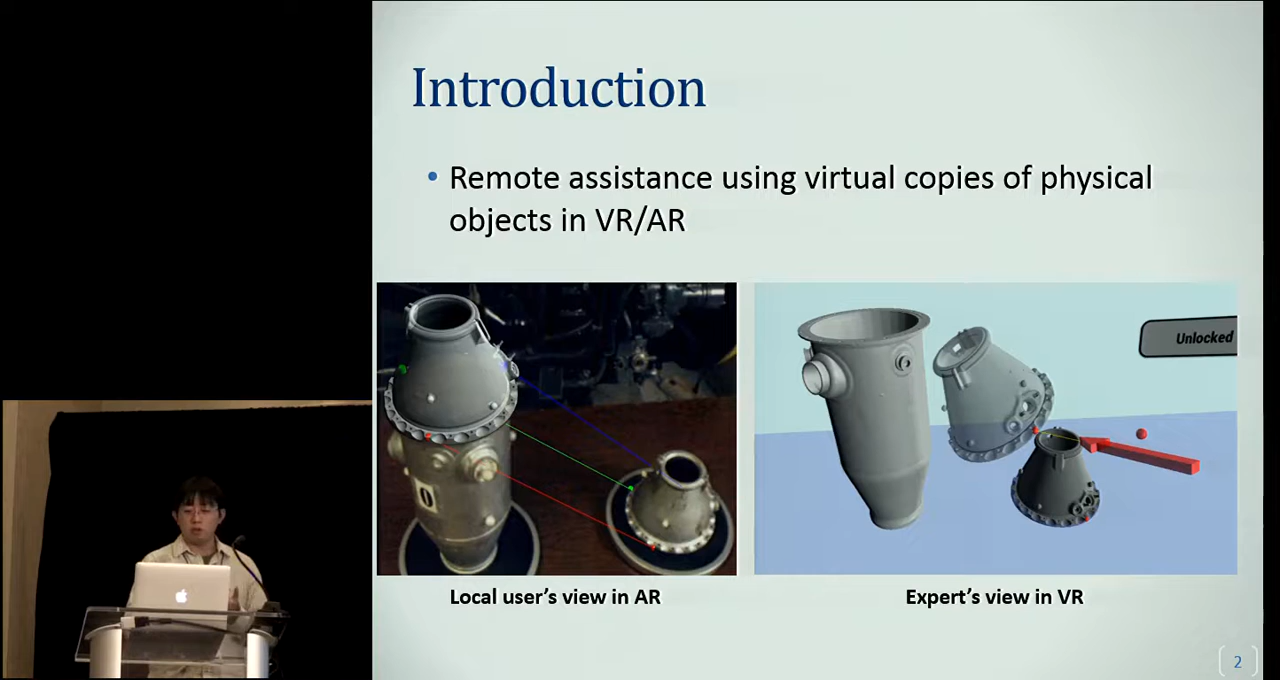 Introduction
• Remote assistance using virtual copies of physical
objects in VR/AR
0
Unlocked
Local user's view in AR
Expert's view in VR
2